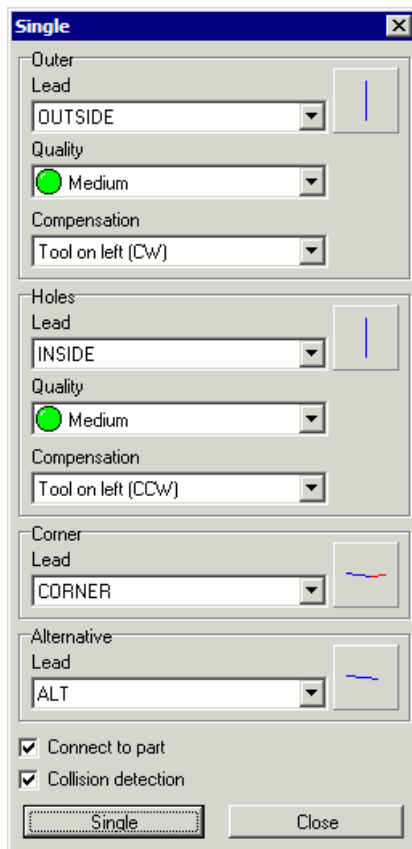 Single
Outer
Lead
OUTSIDE
Quality
Medium
Compensation
Tool on left (CW)
Holes
Lead
INSIDE
Quality
Medium
Compensation
Tool on left (CCW)
Corner
Lead
CORNER
Alternative
Lead
ALT
Connect to part
Collision detection
Single Close